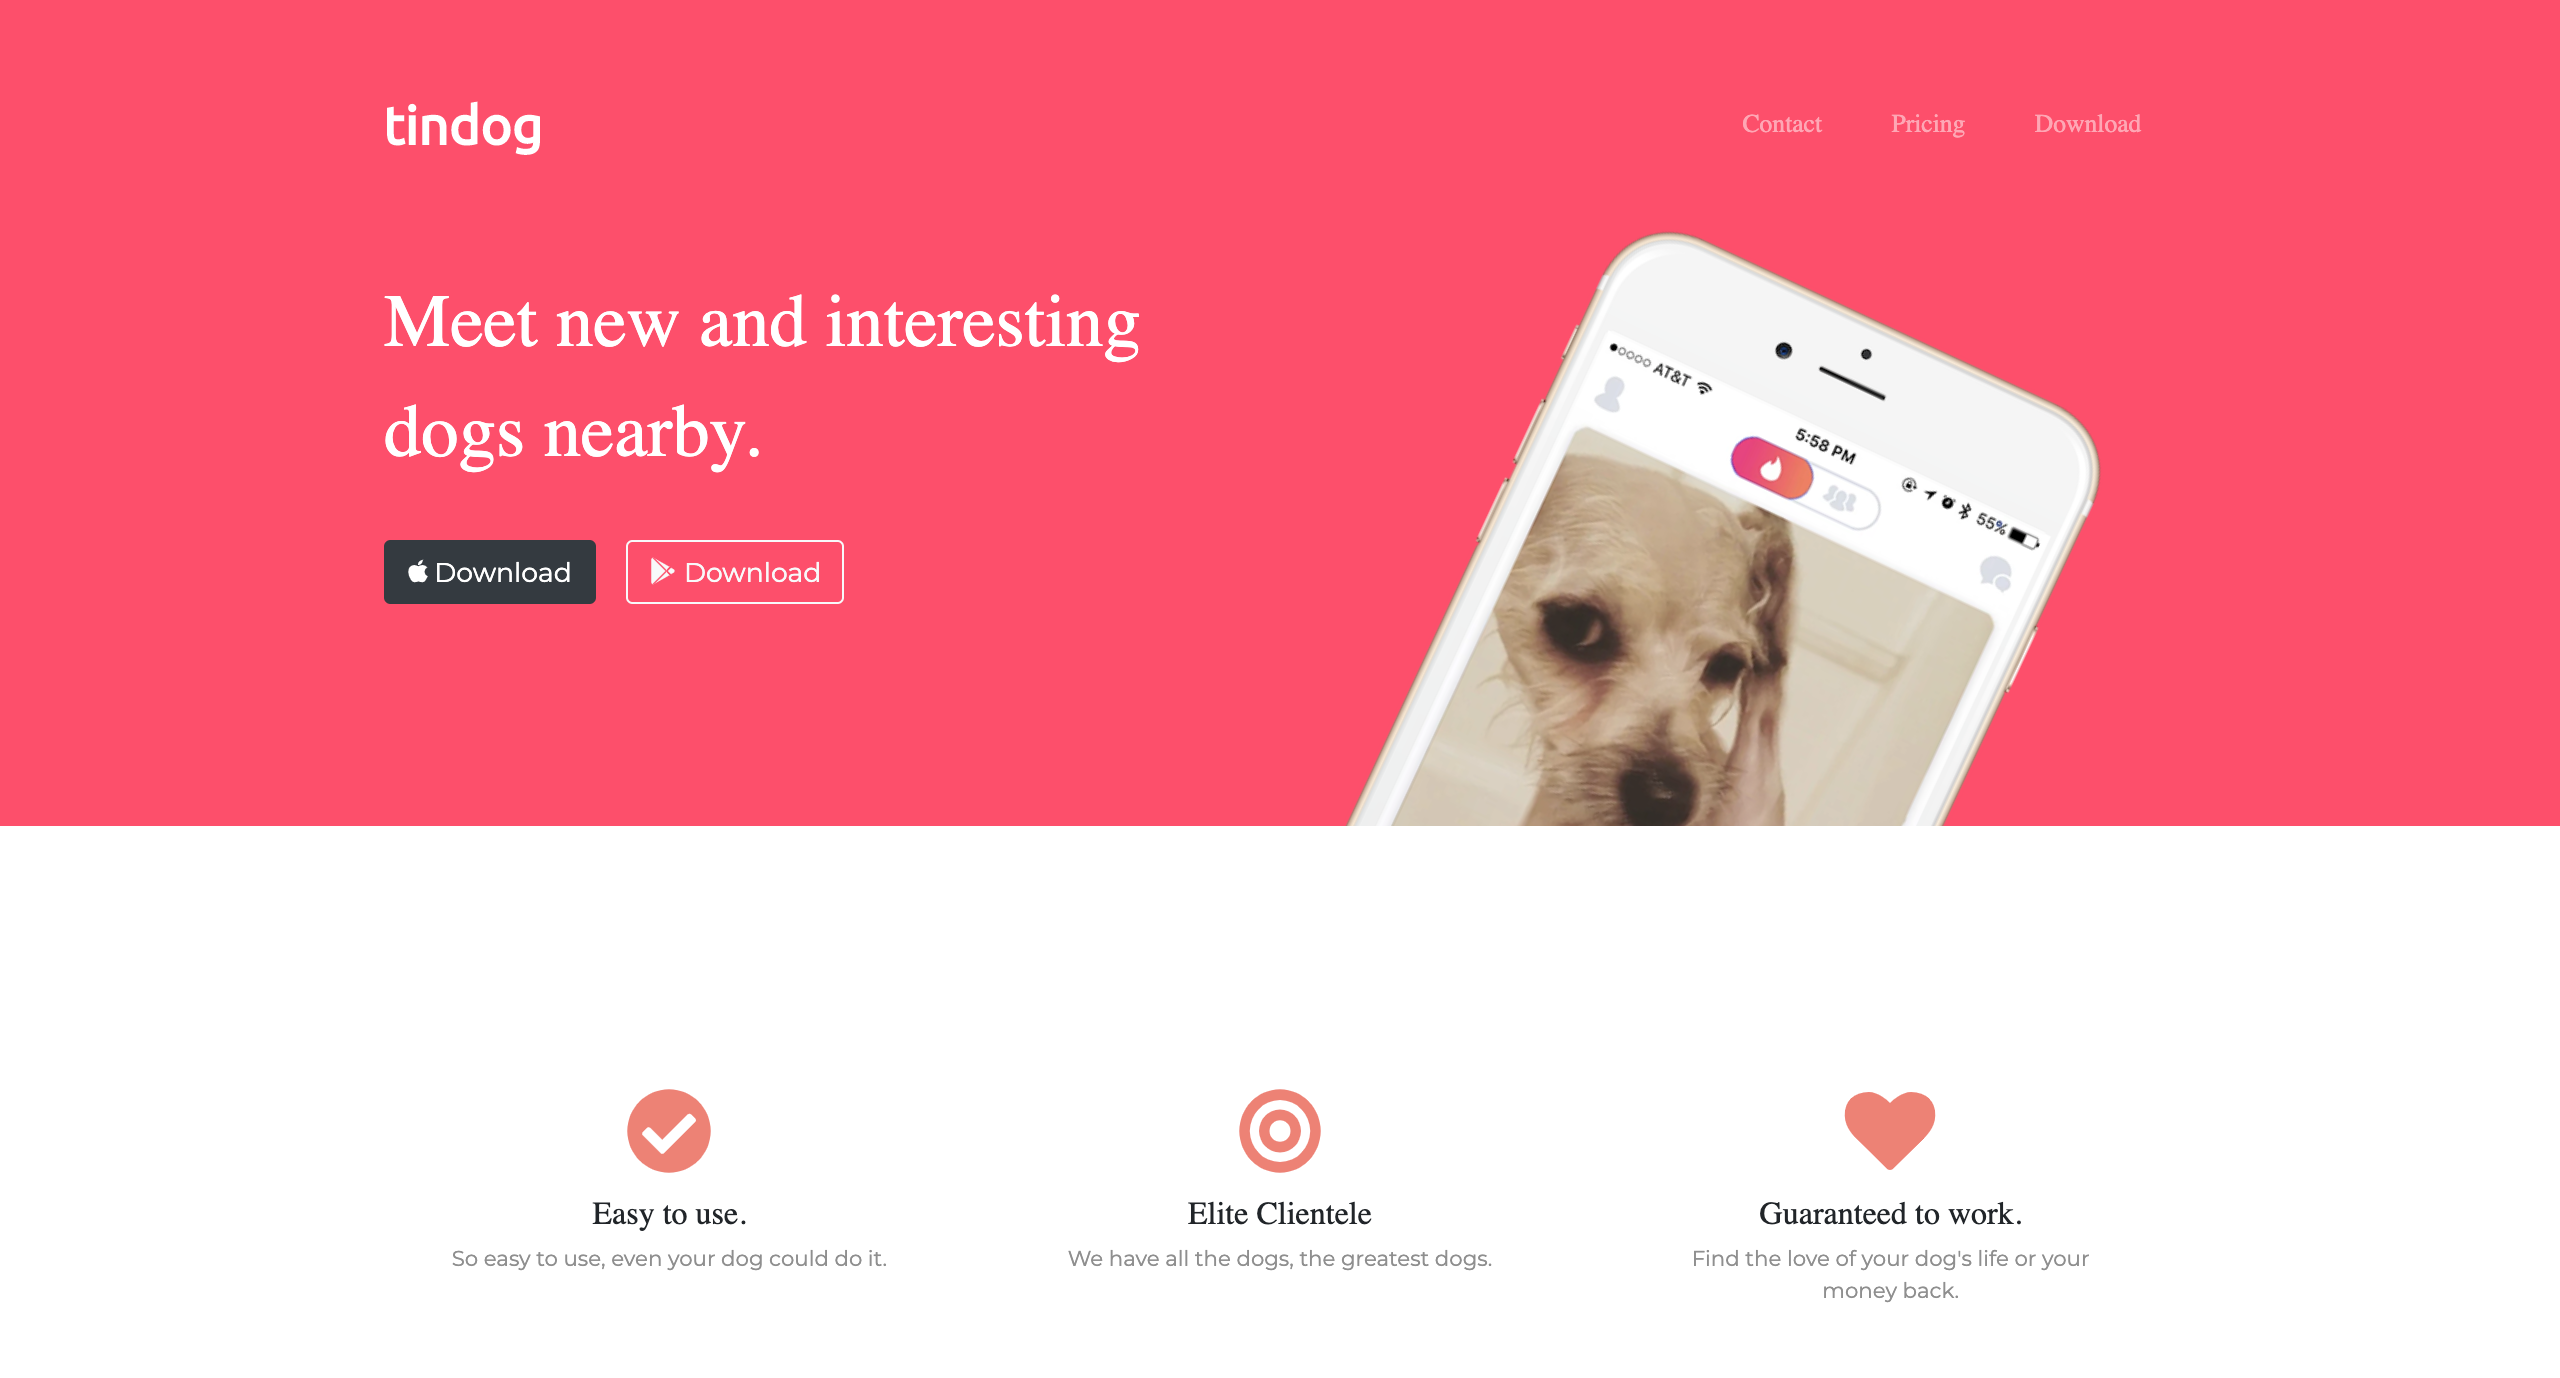 tindog
Contact Pricing Download
Meet new and interesting
dogs nearby.
Download Download
AT&T
5:58 PM
55%
Easy to use.
So easy to use, even your dog could do it.
Elite Clientele
We have all the dogs, the greatest dogs.
Guaranteed to work.
Find the love of your dog's life or your
money back.